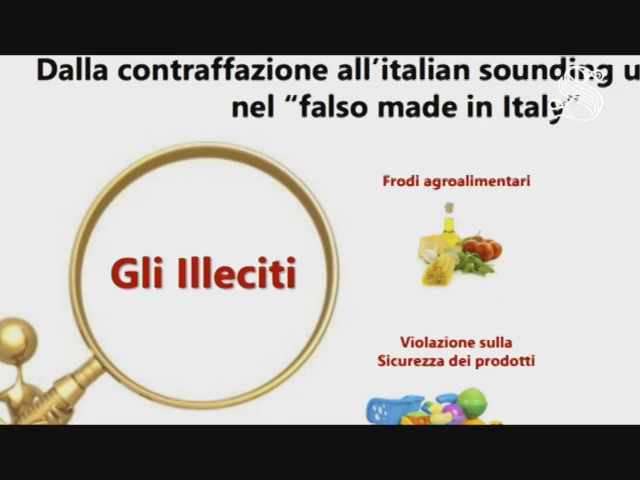 Dalla contraffazione all'italian sounding u
nel “falso made in Italy”
Frodi agroalimentari
Gli Illeciti
Violazione sulla
Sicurezza dei prodotti